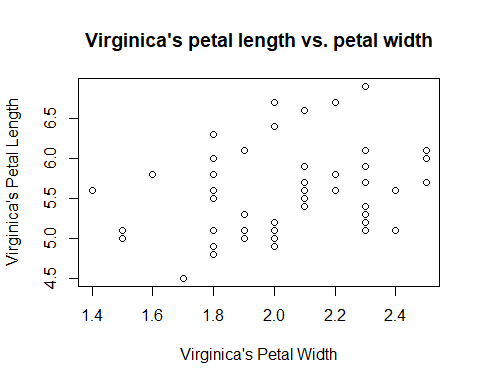 Virginica's petal length vs. petal width
Virginica's Petal Length
6.5
6.0
5.5
5.0
4.5
1.4 1.6 1.8 2.0 2.2 2.4
Virginica's Petal Width